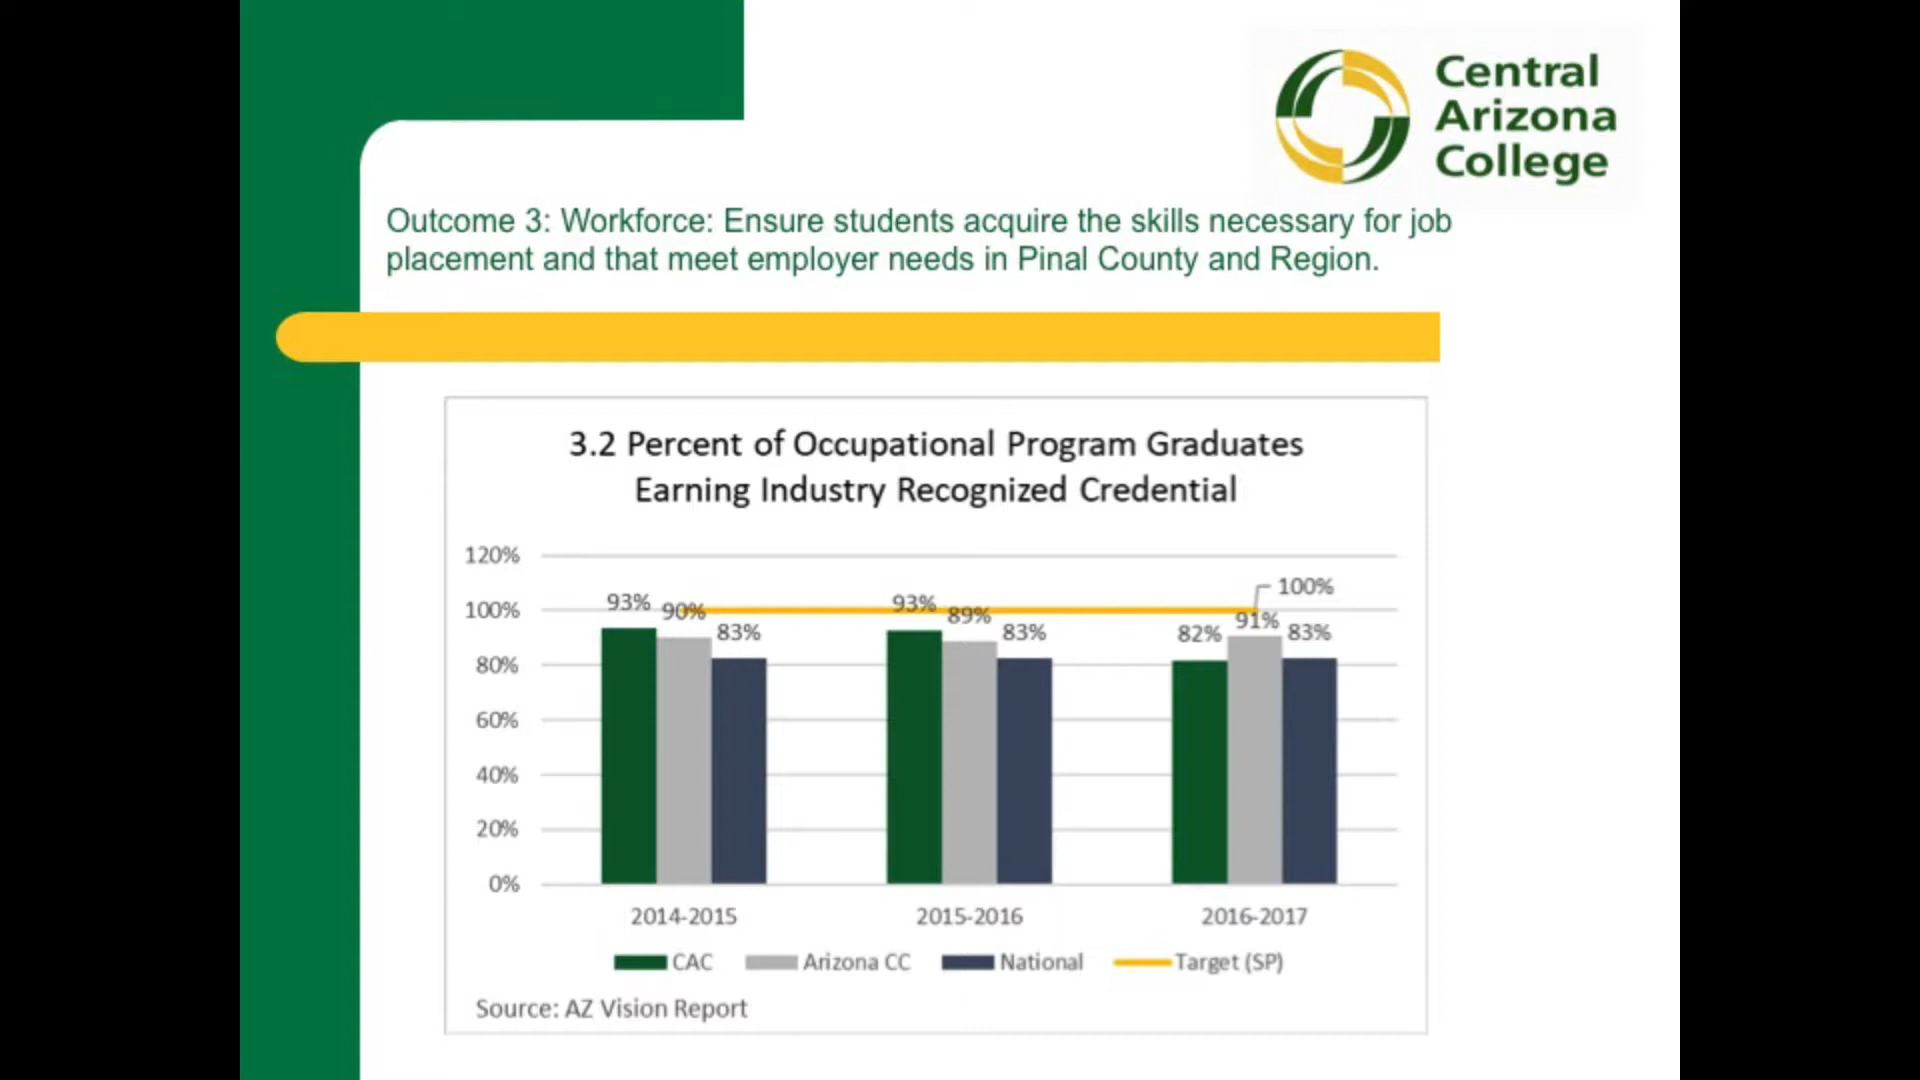 Central
Arizona
College
Outcome 3: Workforce: Ensure students acquire the skills necessary for job
placement and that meet employer needs in Pinal County and Region.
3.2 Percent of Occupational Program Graduates
Earning Industry Recognized Credential
120%
100%
80%
60%
40%
20%
0%
93% 90% 83%
93% 89% 83%
82% 91% 83%
100%
2014-2015 2015-2016 2016-2017
CAC Arizona CC National Target (SP)
Source: AZ Vision Report